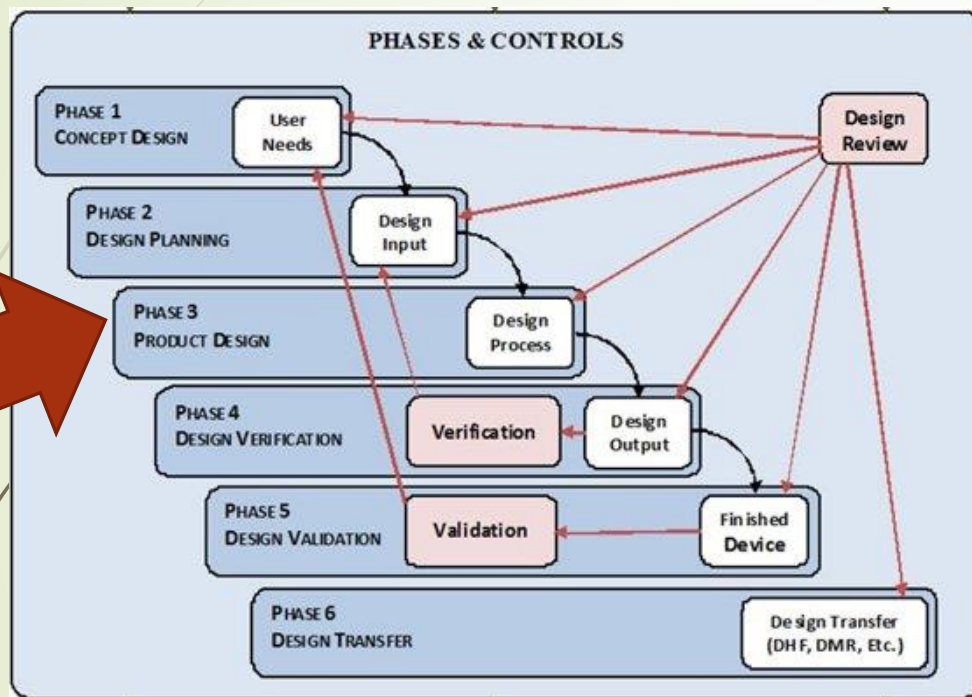 PHASES & CONTROLS
PHASE 1
CONCEPT DESIGN
User
Needs
Design
Review
PHASE 2
DESIGN PLANNING
Design
Input
PHASE 3
PRODUCT DESIGN
Design
Process
PHASE 4
DESIGN VERIFICATION
Verification
Design
Output
PHASE 5
DESIGN VALIDATION
Validation
Finished
Device
PHASE 6
DESIGN TRANSFER
Design Transfer
(DHF, DMR, Etc.)